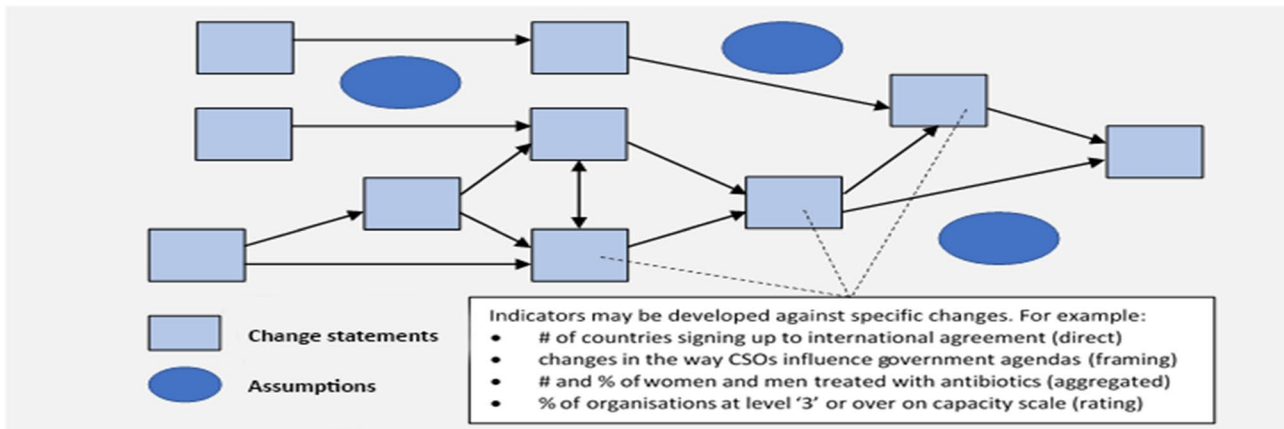 Indicators may be developed against specific changes. For example:
• # of countries signing up to international agreement (direct)
• changes in the way CSOs influence government agendas (framing)
• # and % of women and men treated with antibiotics (aggregated)
• % of organisations at level ‘3’ or over on capacity scale (rating)
Change statements
Assumptions